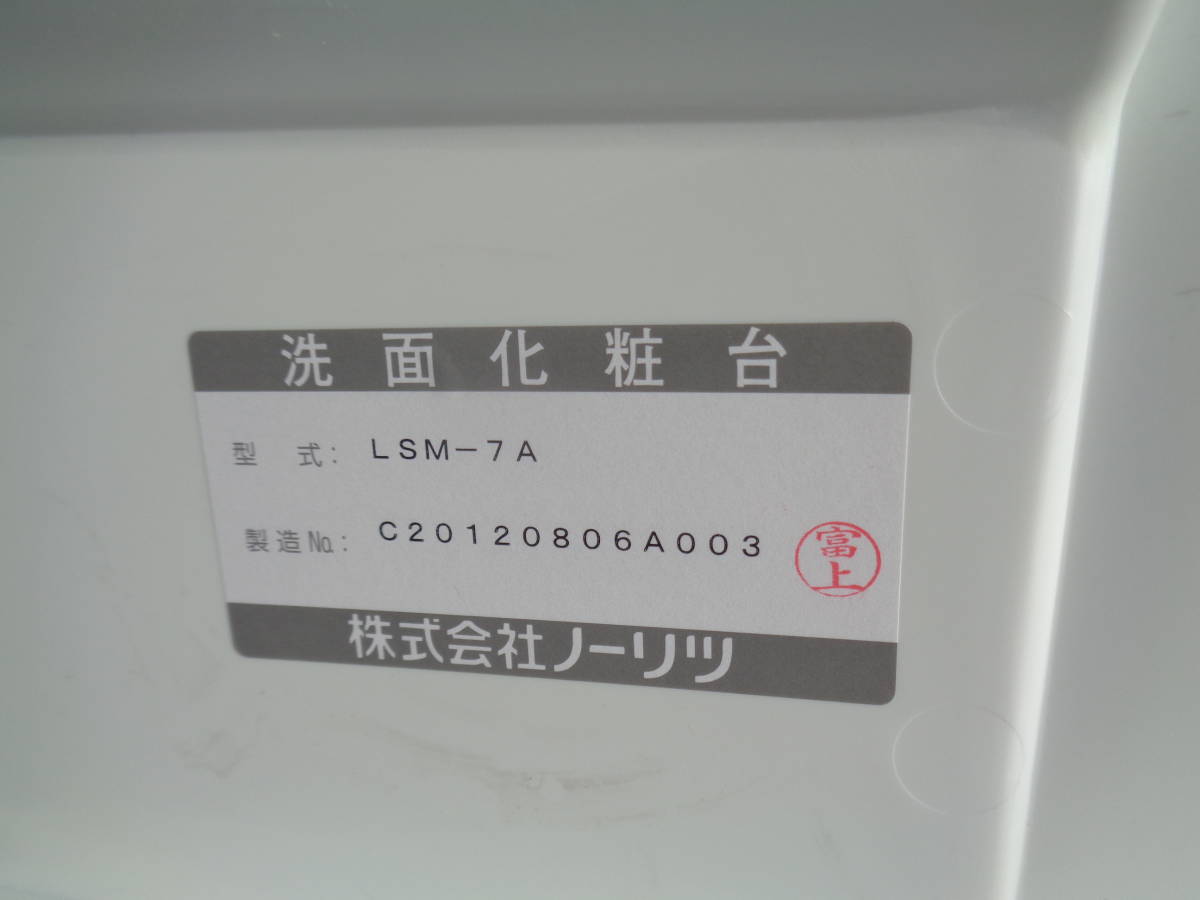 洗面化粧台
型式: LSM-7A
製造№: C20120806A003
富上
株式会社ノーリツ